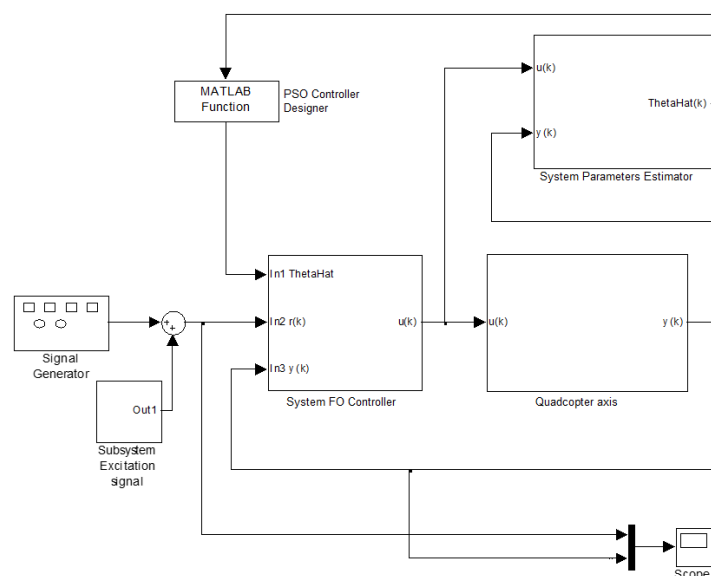 MATLAB
Function
PSO Controller
Designer
u(k)
ThetaHat(k)
y (k)
System Parameters Estimator
In1 ThetaHat
In2 r(k)
u(k)
In3 y (k)
System FO Controller
u(k)
y (k)
Quadcopter axis
+
+
Signal
Generator
Out1
Subsystem
Excitation
signal
Scope